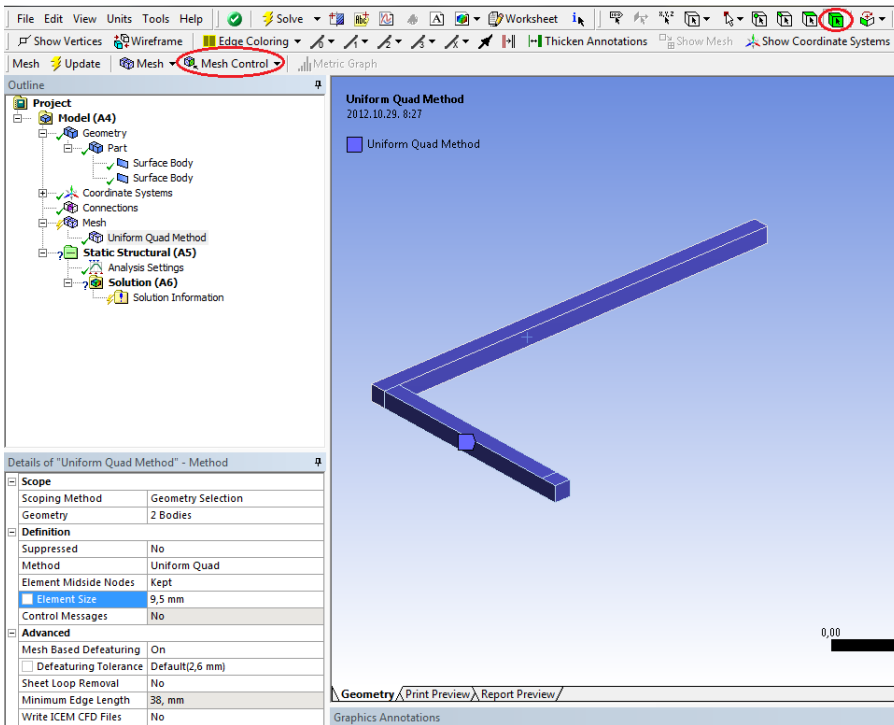 File Edit View Units Tools Help Solve A Worksheet
Show Vertices Wireframe Edge Coloring Thicken Annotations Show Mesh Show Coordinate Systems
Mesh Update Mesh Mesh Control Metric Graph
Outline
Project
Model (A4)
Geometry
Part
Surface Body
Surface Body
Coordinate Systems
Connections
Mesh
Uniform Quad Method
Static Structural (A5)
Analysis Settings
Solution (A6)
Solution Information
Details of "Uniform Quad Method" - Method
Scope
Scoping Method Geometry Selection
Geometry 2 Bodies
Definition
Suppressed No
Method Uniform Quad
Element Midside Nodes Kept
Element Size 9,5 mm
Control Messages No
Advanced
Mesh Based Defeaturing On
Defeaturing Tolerance Default(2,6 mm)
Sheet Loop Removal No
Minimum Edge Length 38, mm
Write ICEM CFD Files No
Uniform Quad Method
2012.10.29. 8:27
Uniform Quad Method
0,00
Geometry Print Preview Report Preview
Graphics Annotations